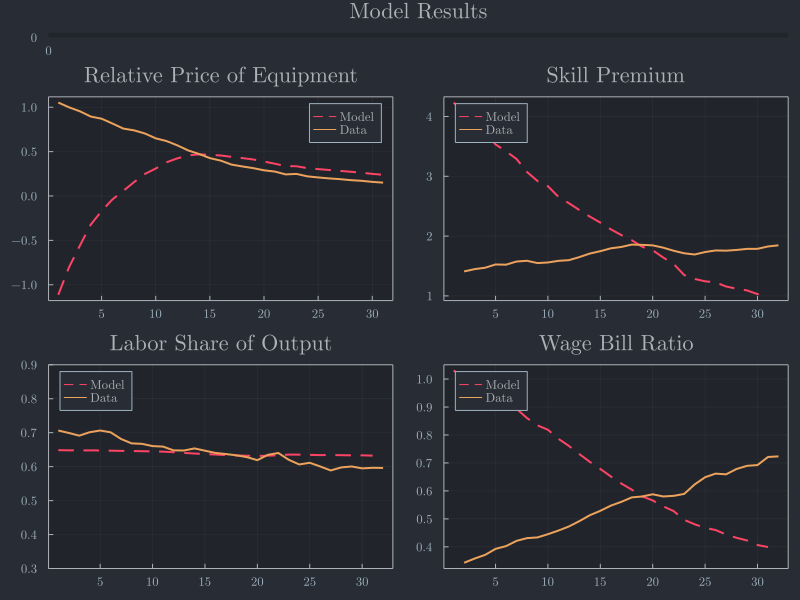 Model Results
0
0
Relative Price of Equipment
1.0
0.5
0.0
−0.5
−1.0
5 10 15 20 25 30
Model
Data
Skill Premium
4
3
2
1
5 10 15 20 25 30
Model
Data
Labor Share of Output
0.9
0.8
0.7
0.6
0.5
0.4
0.3
5 10 15 20 25 30
Model
Data
Wage Bill Ratio
1.0
0.9
0.8
0.7
0.6
0.5
0.4
5 10 15 20 25 30
Model
Data